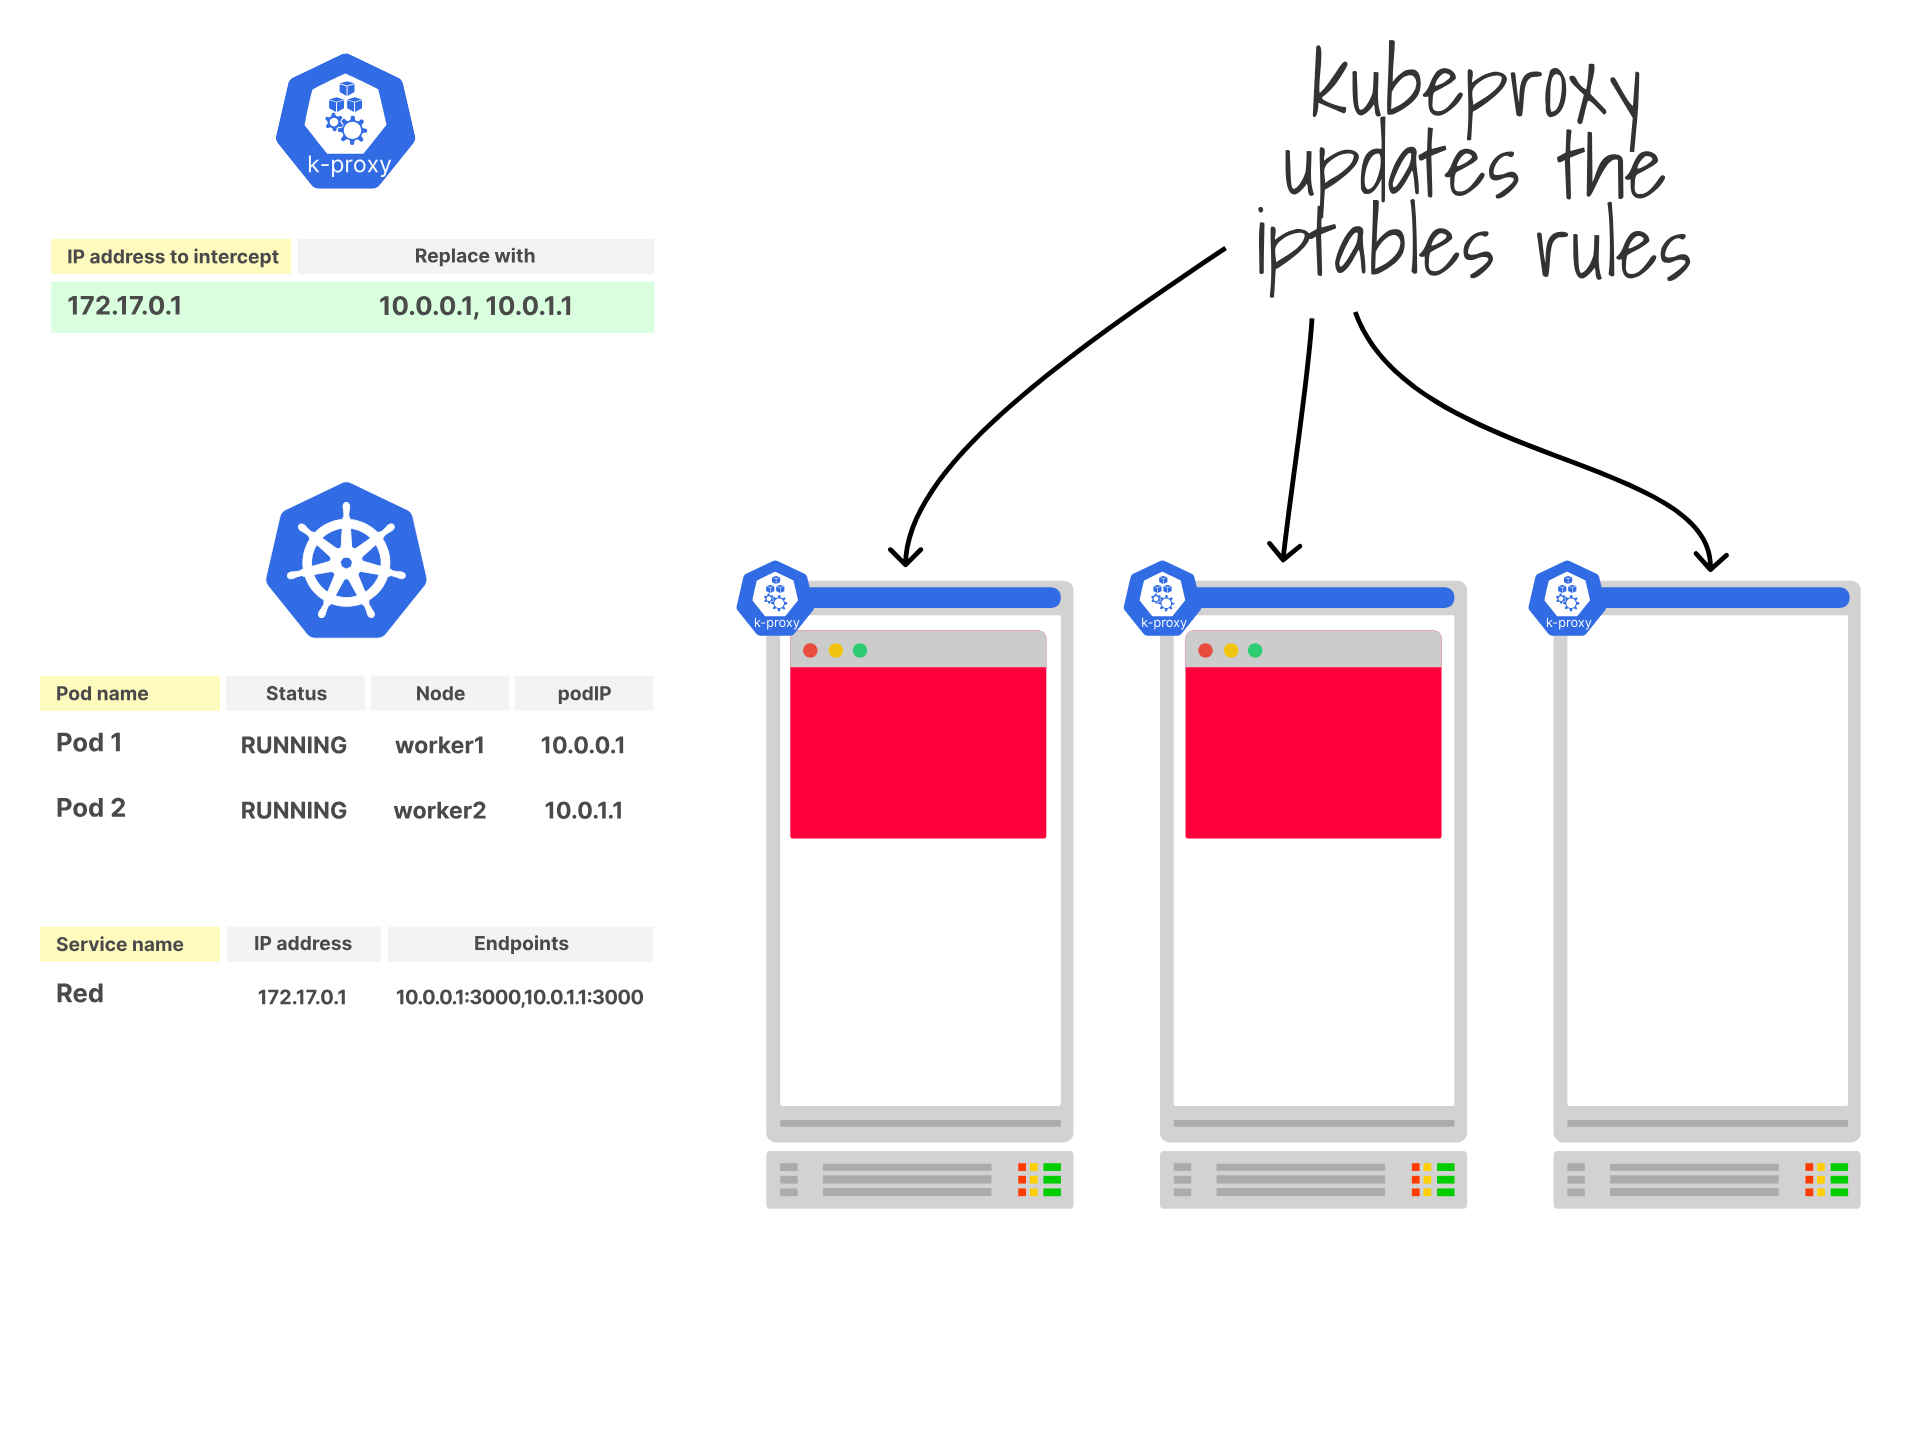 k-proxy
IP address to intercept Replace with
172.17.0.1 10.0.0.1, 10.0.1.1
Pod name Status Node podIP
Pod 1 RUNNING worker1 10.0.0.1
Pod 2 RUNNING worker2 10.0.1.1
Service name IP address Endpoints
Red 172.17.0.1 10.0.0.1:3000,10.0.1.1:3000
kubeproxy
updates the
iptables rules
k-proxy
k-proxy
k-proxy